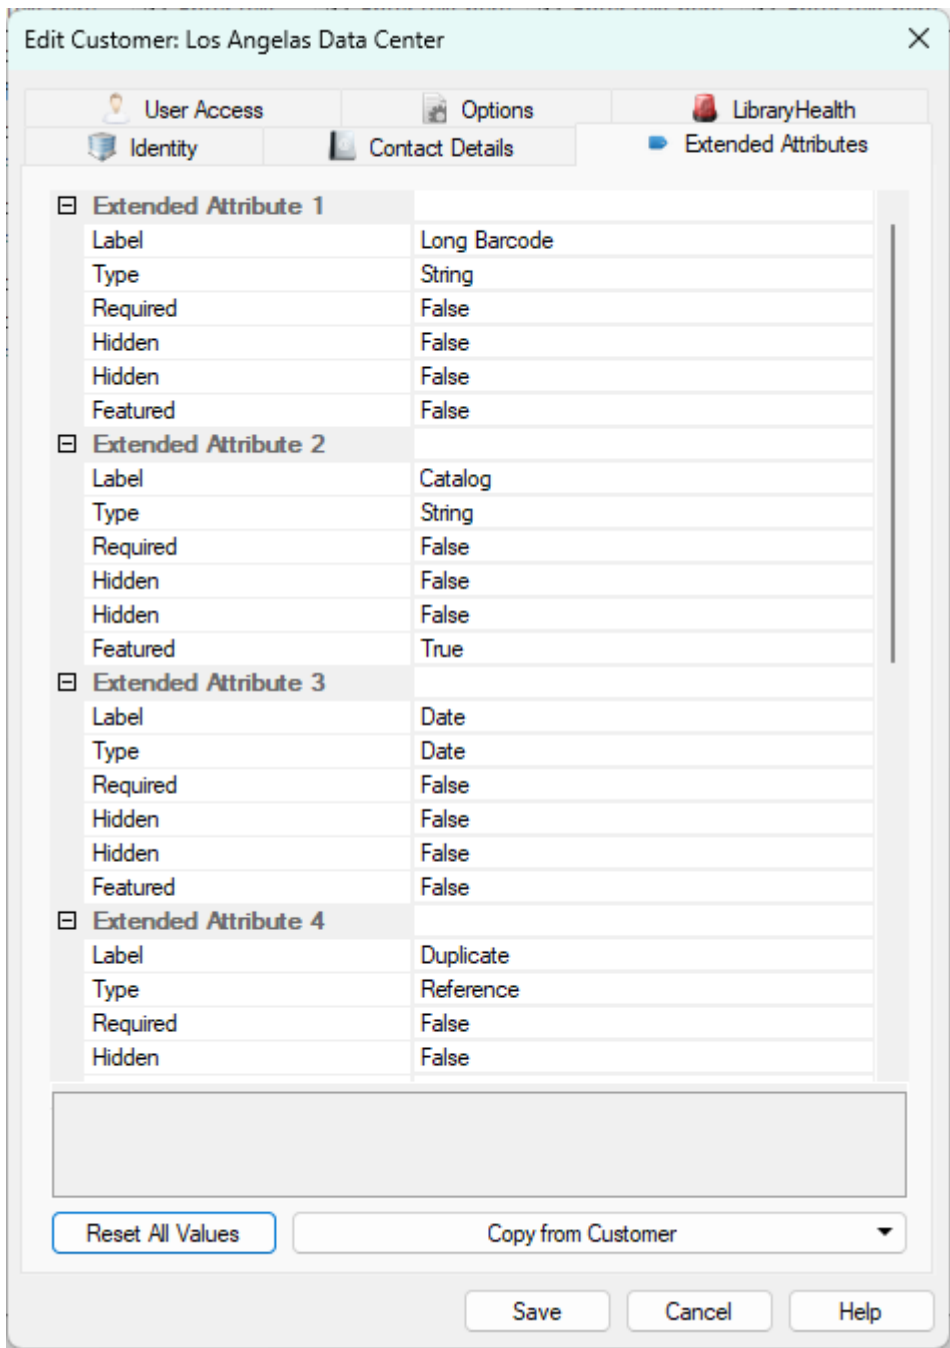 Edit Customer: Los Angelas Data Center
User Access Options LibraryHealth
Identity Contact Details Extended Attributes
Extended Attribute 1
Label Long Barcode
Type String
Required False
Hidden False
Hidden False
Featured False
Extended Attribute 2
Label Catalog
Type String
Required False
Hidden False
Hidden False
Featured True
Extended Attribute 3
Label Date
Type Date
Required False
Hidden False
Hidden False
Featured False
Extended Attribute 4
Label Duplicate
Type Reference
Required False
Hidden False
Reset All Values Copy from Customer
Save Cancel Help